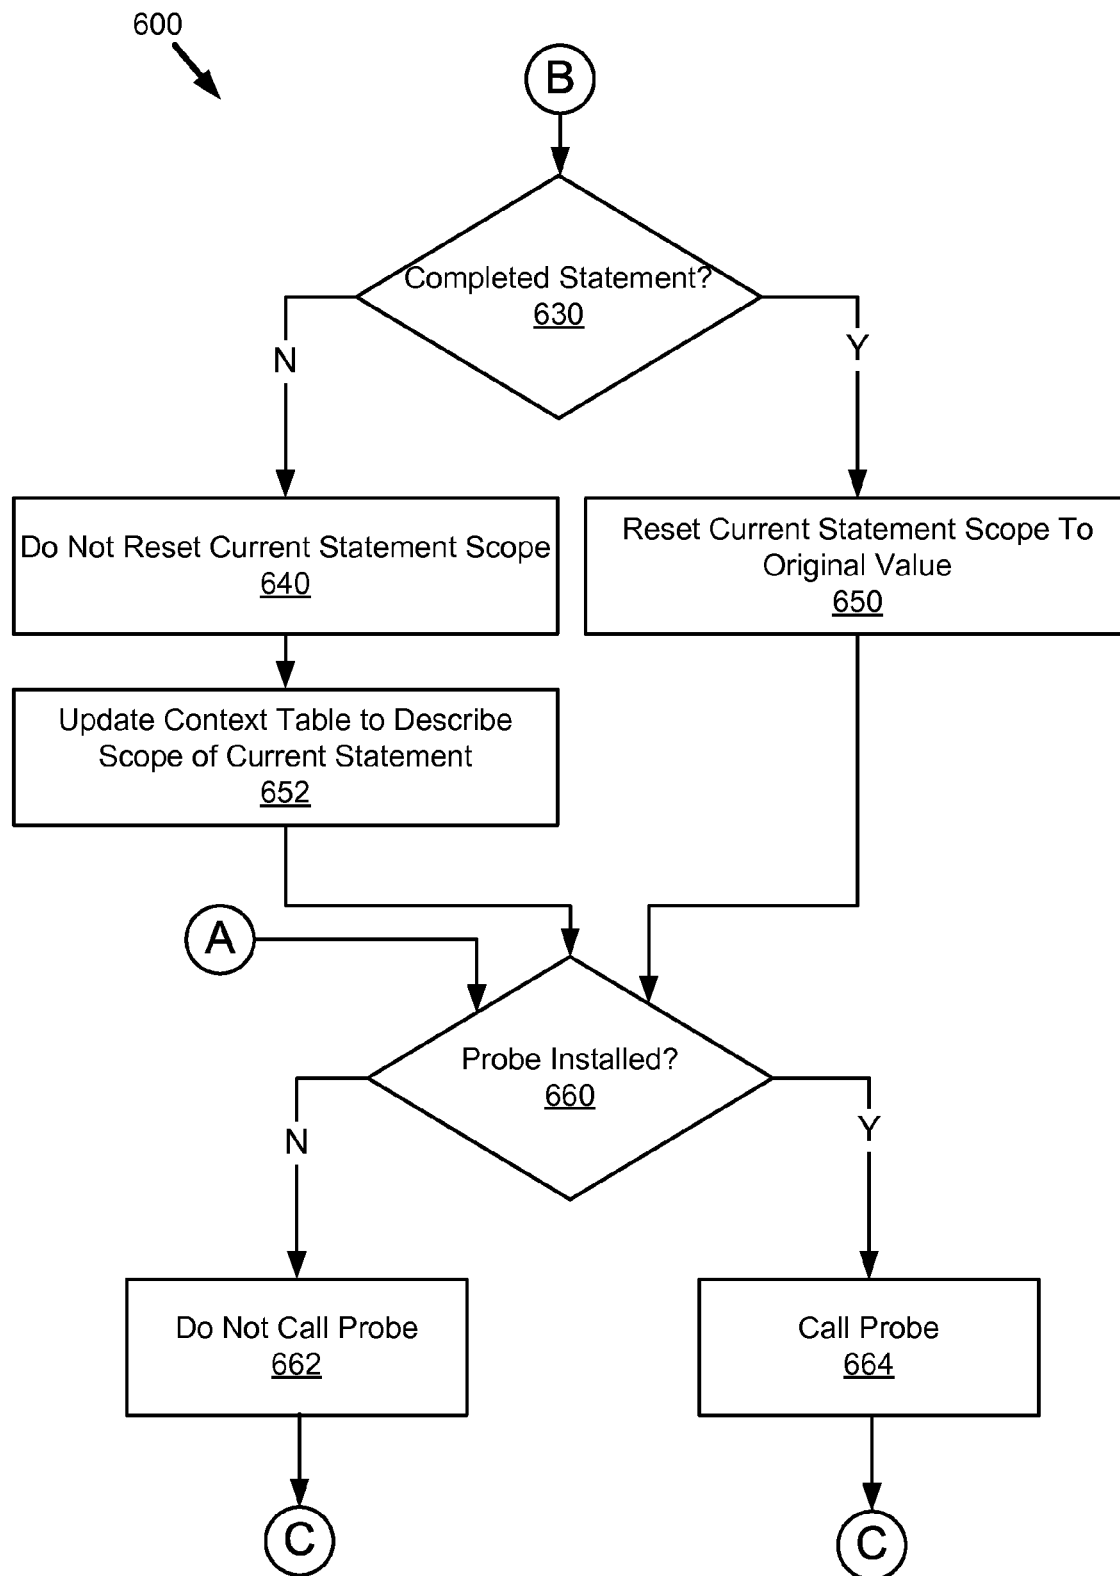 600
B
Completed Statement?
630
N
Y
Do Not Reset Current Statement Scope
640
Reset Current Statement Scope To
Original Value
650
Update Context Table to Describe
Scope of Current Statement
652
A
Probe Installed?
660
N
Y
Do Not Call Probe
662
Call Probe
664
C
C